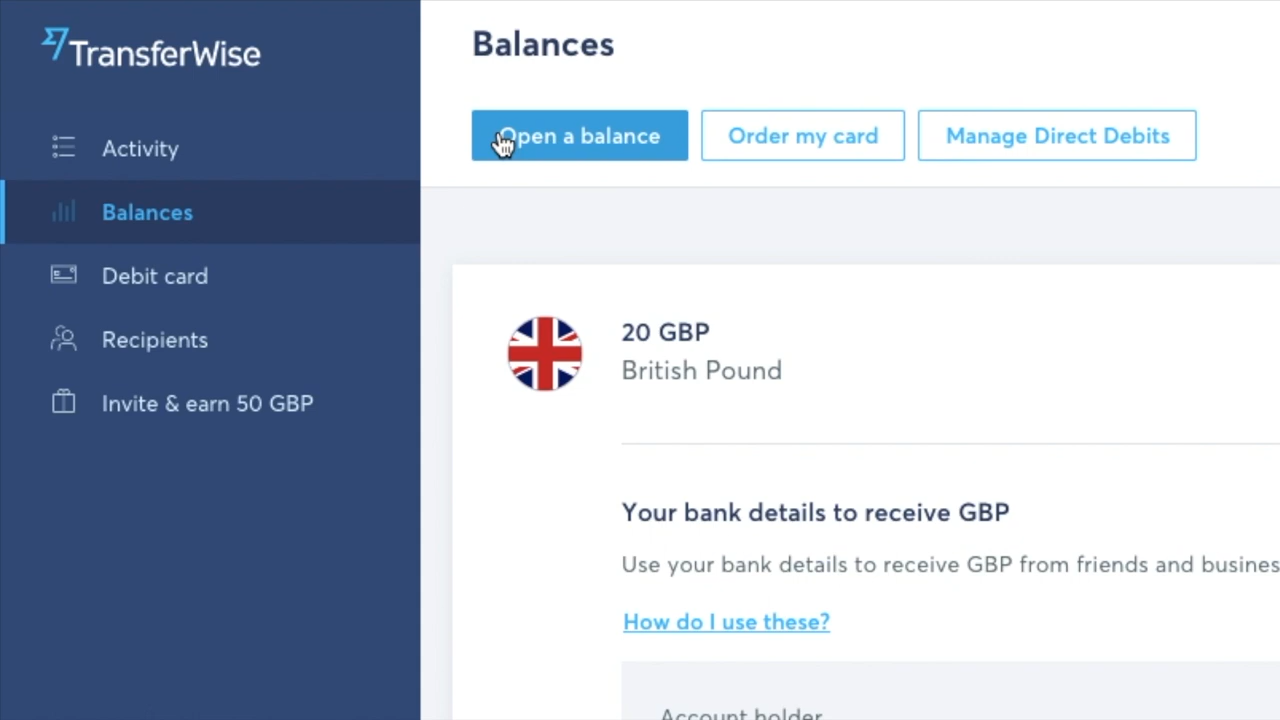 TransferWise
Activity
Balances
Debit card
Recipients
Invite & earn 50 GBP
Balances
Open a balance
Order my card
Manage Direct Debits
20 GBP
British Pound
Your bank details to receive GBP
Use your bank details to receive GBP from friends and busines
How do I use these?
Account holder